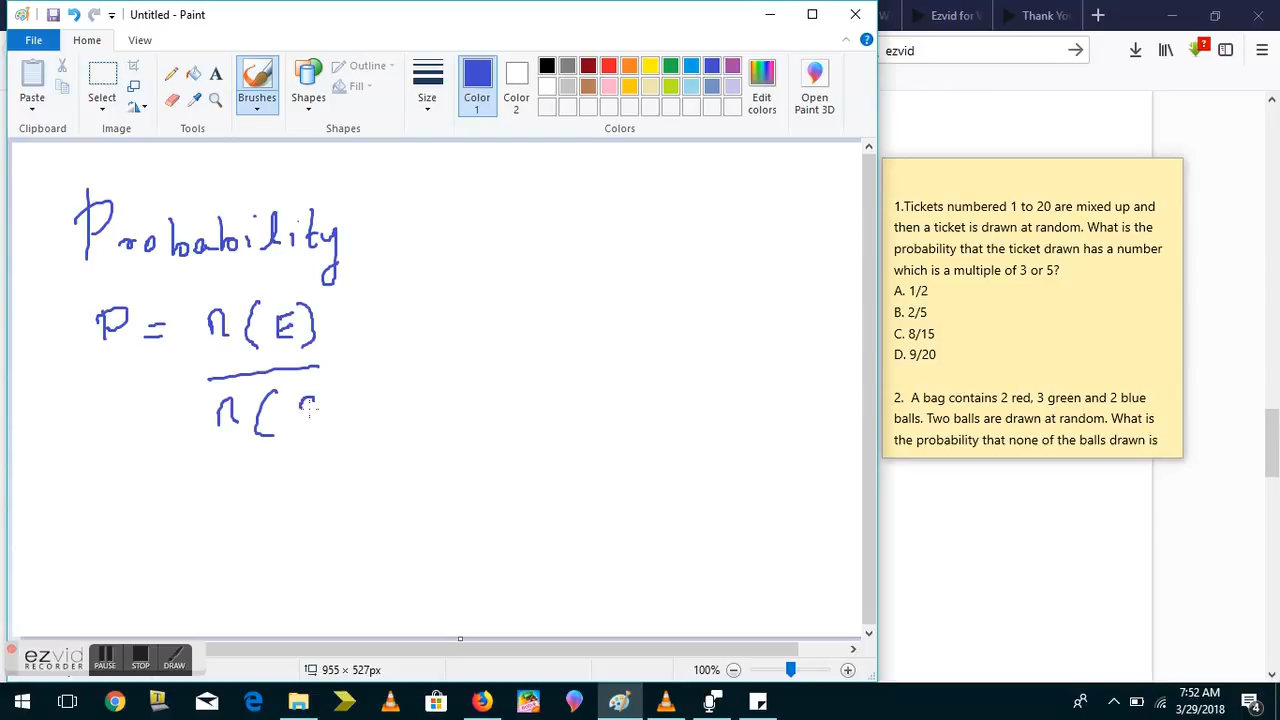 Untitled - Paint
Ezvid for W
Thank You
File
Home
View
ezvid
Paste
Select
Brushes
Shapes
Outline
Fill
Size
Color 1
Color 2
Edit colors
Open Paint 3D
Clipboard
Image
Tools
Shapes
Colors
Probability
P = n(E)
n(
1.Tickets numbered 1 to 20 are mixed up and
then a ticket is drawn at random. What is the
probability that the ticket drawn has a number
which is a multiple of 3 or 5?
A. 1/2
B. 2/5
C. 8/15
D. 9/20
2. A bag contains 2 red, 3 green and 2 blue
balls. Two balls are drawn at random. What is
the probability that none of the balls drawn is
ezvid
RECORDER
PAUSE
STOP
DRAW
955 × 527px
100%
7:52 AM
3/29/2018
4